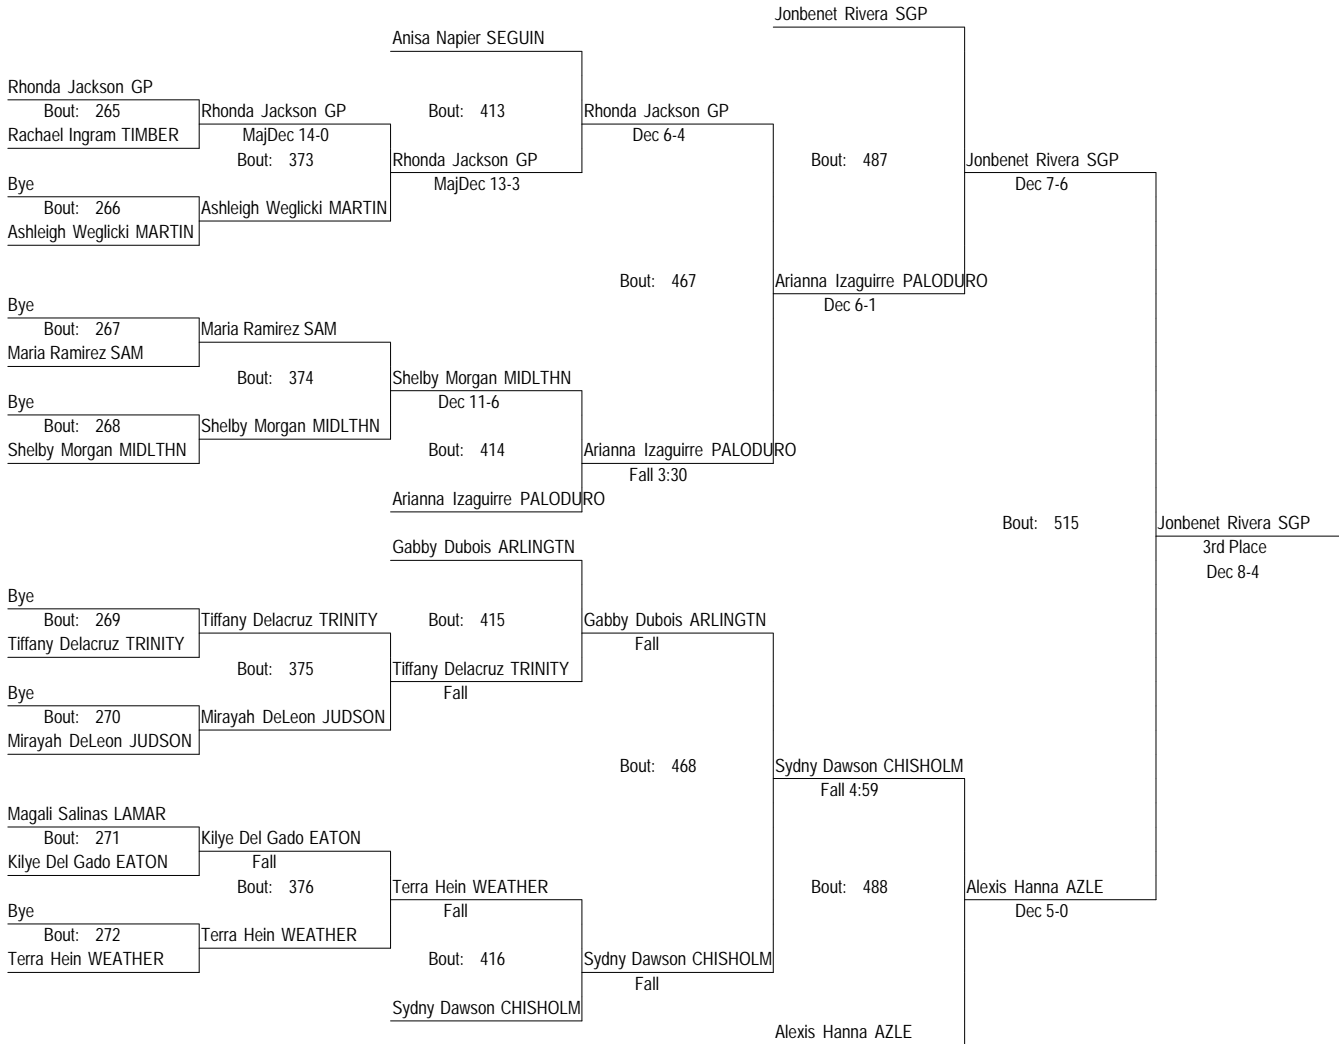 Jonbenet Rivera SGP
Anisa Napier SEGUIN
Rhonda Jackson GP
Bout: 265
Rhonda Jackson GP
Bout: 413
Rhonda Jackson GP
Rachael Ingram TIMBER
MajDec 14-0
Dec 6-4
Bout: 373
Rhonda Jackson GP
Bout: 487
Jonbenet Rivera SGP
Bye
MajDec 13-3
Dec 7-6
Bout: 266
Ashleigh Weglicki MARTIN
Ashleigh Weglicki MARTIN
Bout: 467
Arianna Izaguirre PALODURO
Bye
Dec 6-1
Bout: 267
Maria Ramirez SAM
Maria Ramirez SAM
Bout: 374
Shelby Morgan MIDLTHN
Bye
Dec 11-6
Bout: 268
Shelby Morgan MIDLTHN
Shelby Morgan MIDLTHN
Bout: 414
Arianna Izaguirre PALODURO
Fall 3:30
Arianna Izaguirre PALODURO
Bout: 515
Jonbenet Rivera SGP
Gabby Dubois ARLINGTN
3rd Place
Dec 8-4
Bye
Bout: 269
Tiffany Delacruz TRINITY
Bout: 415
Gabby Dubois ARLINGTN
Tiffany Delacruz TRINITY
Fall
Bout: 375
Tiffany Delacruz TRINITY
Bye
Fall
Bout: 270
Mirayah DeLeon JUDSON
Mirayah DeLeon JUDSON
Bout: 468
Sydny Dawson CHISHOLM
Fall 4:59
Magali Salinas LAMAR
Bout: 271
Kilye Del Gado EATON
Kilye Del Gado EATON
Fall
Bout: 376
Terra Hein WEATHER
Bout: 488
Alexis Hanna AZLE
Bye
Fall
Dec 5-0
Bout: 272
Terra Hein WEATHER
Terra Hein WEATHER
Bout: 416
Sydny Dawson CHISHOLM
Fall
Sydny Dawson CHISHOLM
Alexis Hanna AZLE